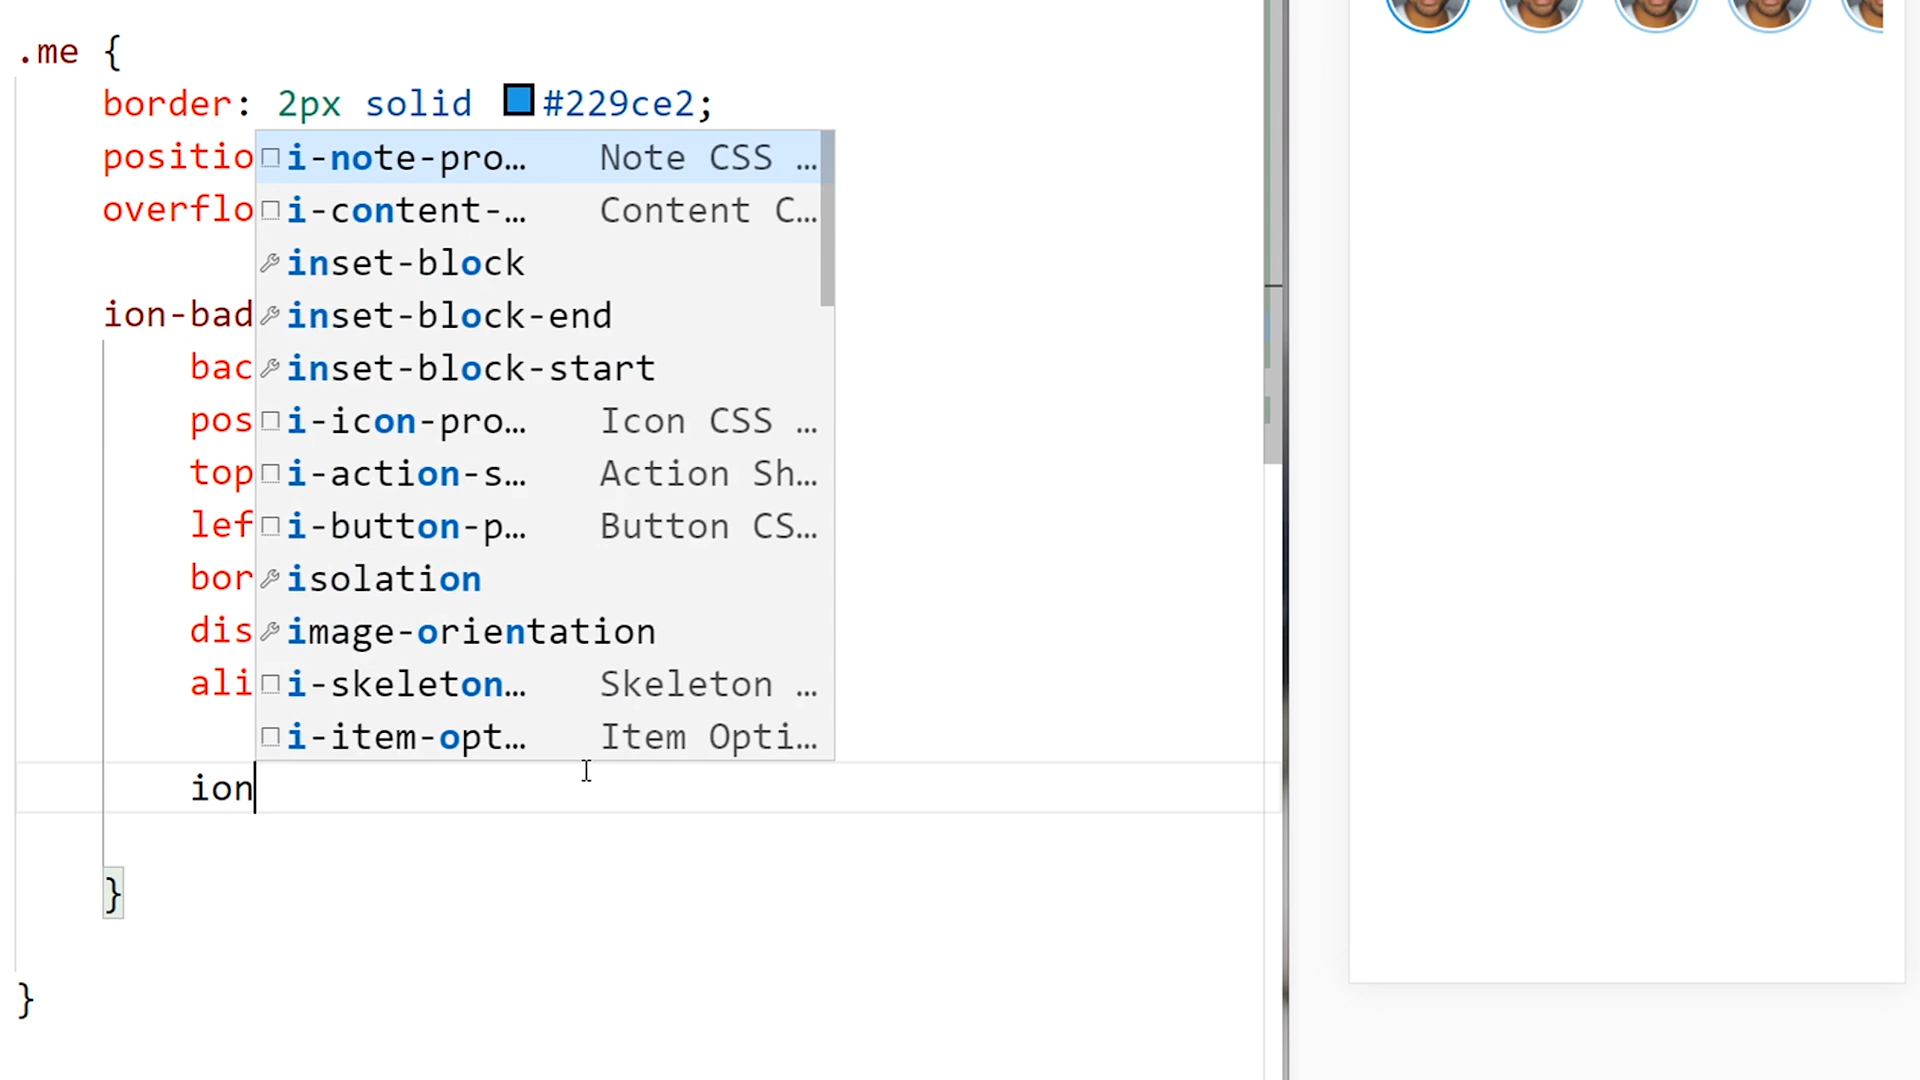 .me {
border: 2px solid #229ce2;
positio
overflo
i-note-pro… Note CSS …
i-content-… Content C…
inset-block
inset-block-end
inset-block-start
i-icon-pro… Icon CSS …
i-action-s… Action Sh…
i-button-p… Button CS…
isolation
image-orientation
i-skeleton… Skeleton …
i-item-opt… Item Opti…
ion-bad
bac
pos
top
lef
bor
dis
ali
ion
}
}